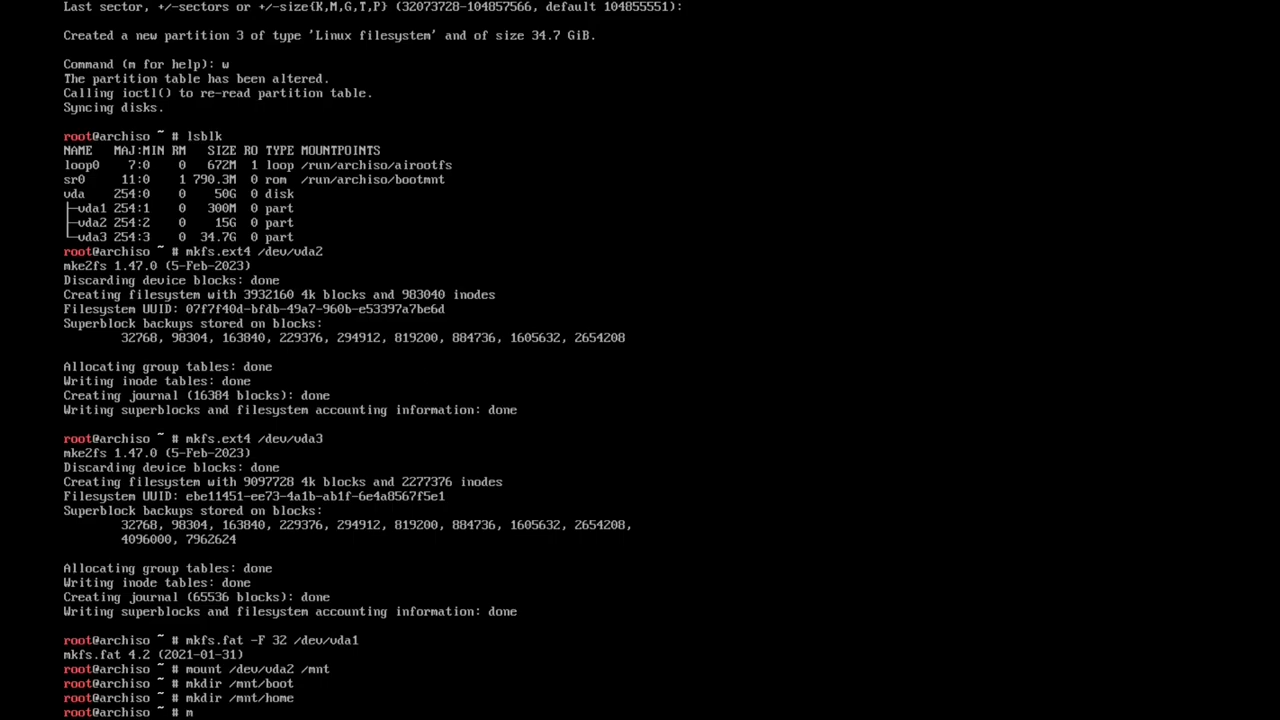 Last sector, +/-sectors or +/-size{K,M,G,T,P} (32073728-104857566, default 104855551):
Created a new partition 3 of type 'Linux filesystem' and of size 34.7 GiB.
Command (m for help): w
The partition table has been altered.
Calling ioctl() to re-read partition table.
Syncing disks.
root@archiso ~ # lsblk
NAME   MAJ:MIN RM   SIZE RO TYPE MOUNTPOINTS
loop0    7:0    0   672M  1 loop /run/archiso/airootfs
sr0     11:0    1 790.3M  0 rom  /run/archiso/bootmnt
vda    254:0    0    50G  0 disk
├─vda1 254:1    0   300M  0 part
├─vda2 254:2    0    15G  0 part
└─vda3 254:3    0  34.7G  0 part
root@archiso ~ # mkfs.ext4 /dev/vda2
mke2fs 1.47.0 (5-Feb-2023)
Discarding device blocks: done
Creating filesystem with 3932160 4k blocks and 983040 inodes
Filesystem UUID: 07f7f40d-bfdb-49a7-960b-e53397a7be6d
Superblock backups stored on blocks:
        32768, 98304, 163840, 229376, 294912, 819200, 884736, 1605632, 2654208
Allocating group tables: done
Writing inode tables: done
Creating journal (16384 blocks): done
Writing superblocks and filesystem accounting information: done
root@archiso ~ # mkfs.ext4 /dev/vda3
mke2fs 1.47.0 (5-Feb-2023)
Discarding device blocks: done
Creating filesystem with 9097728 4k blocks and 2277376 inodes
Filesystem UUID: ebe11451-ee73-4a1b-ab1f-6e4a8567f5e1
Superblock backups stored on blocks:
        32768, 98304, 163840, 229376, 294912, 819200, 884736, 1605632, 2654208,
        4096000, 7962624
Allocating group tables: done
Writing inode tables: done
Creating journal (65536 blocks): done
Writing superblocks and filesystem accounting information: done
root@archiso ~ # mkfs.fat -F 32 /dev/vda1
mkfs.fat 4.2 (2021-01-31)
root@archiso ~ # mount /dev/vda2 /mnt
root@archiso ~ # mkdir /mnt/boot
root@archiso ~ # mkdir /mnt/home
root@archiso ~ # m